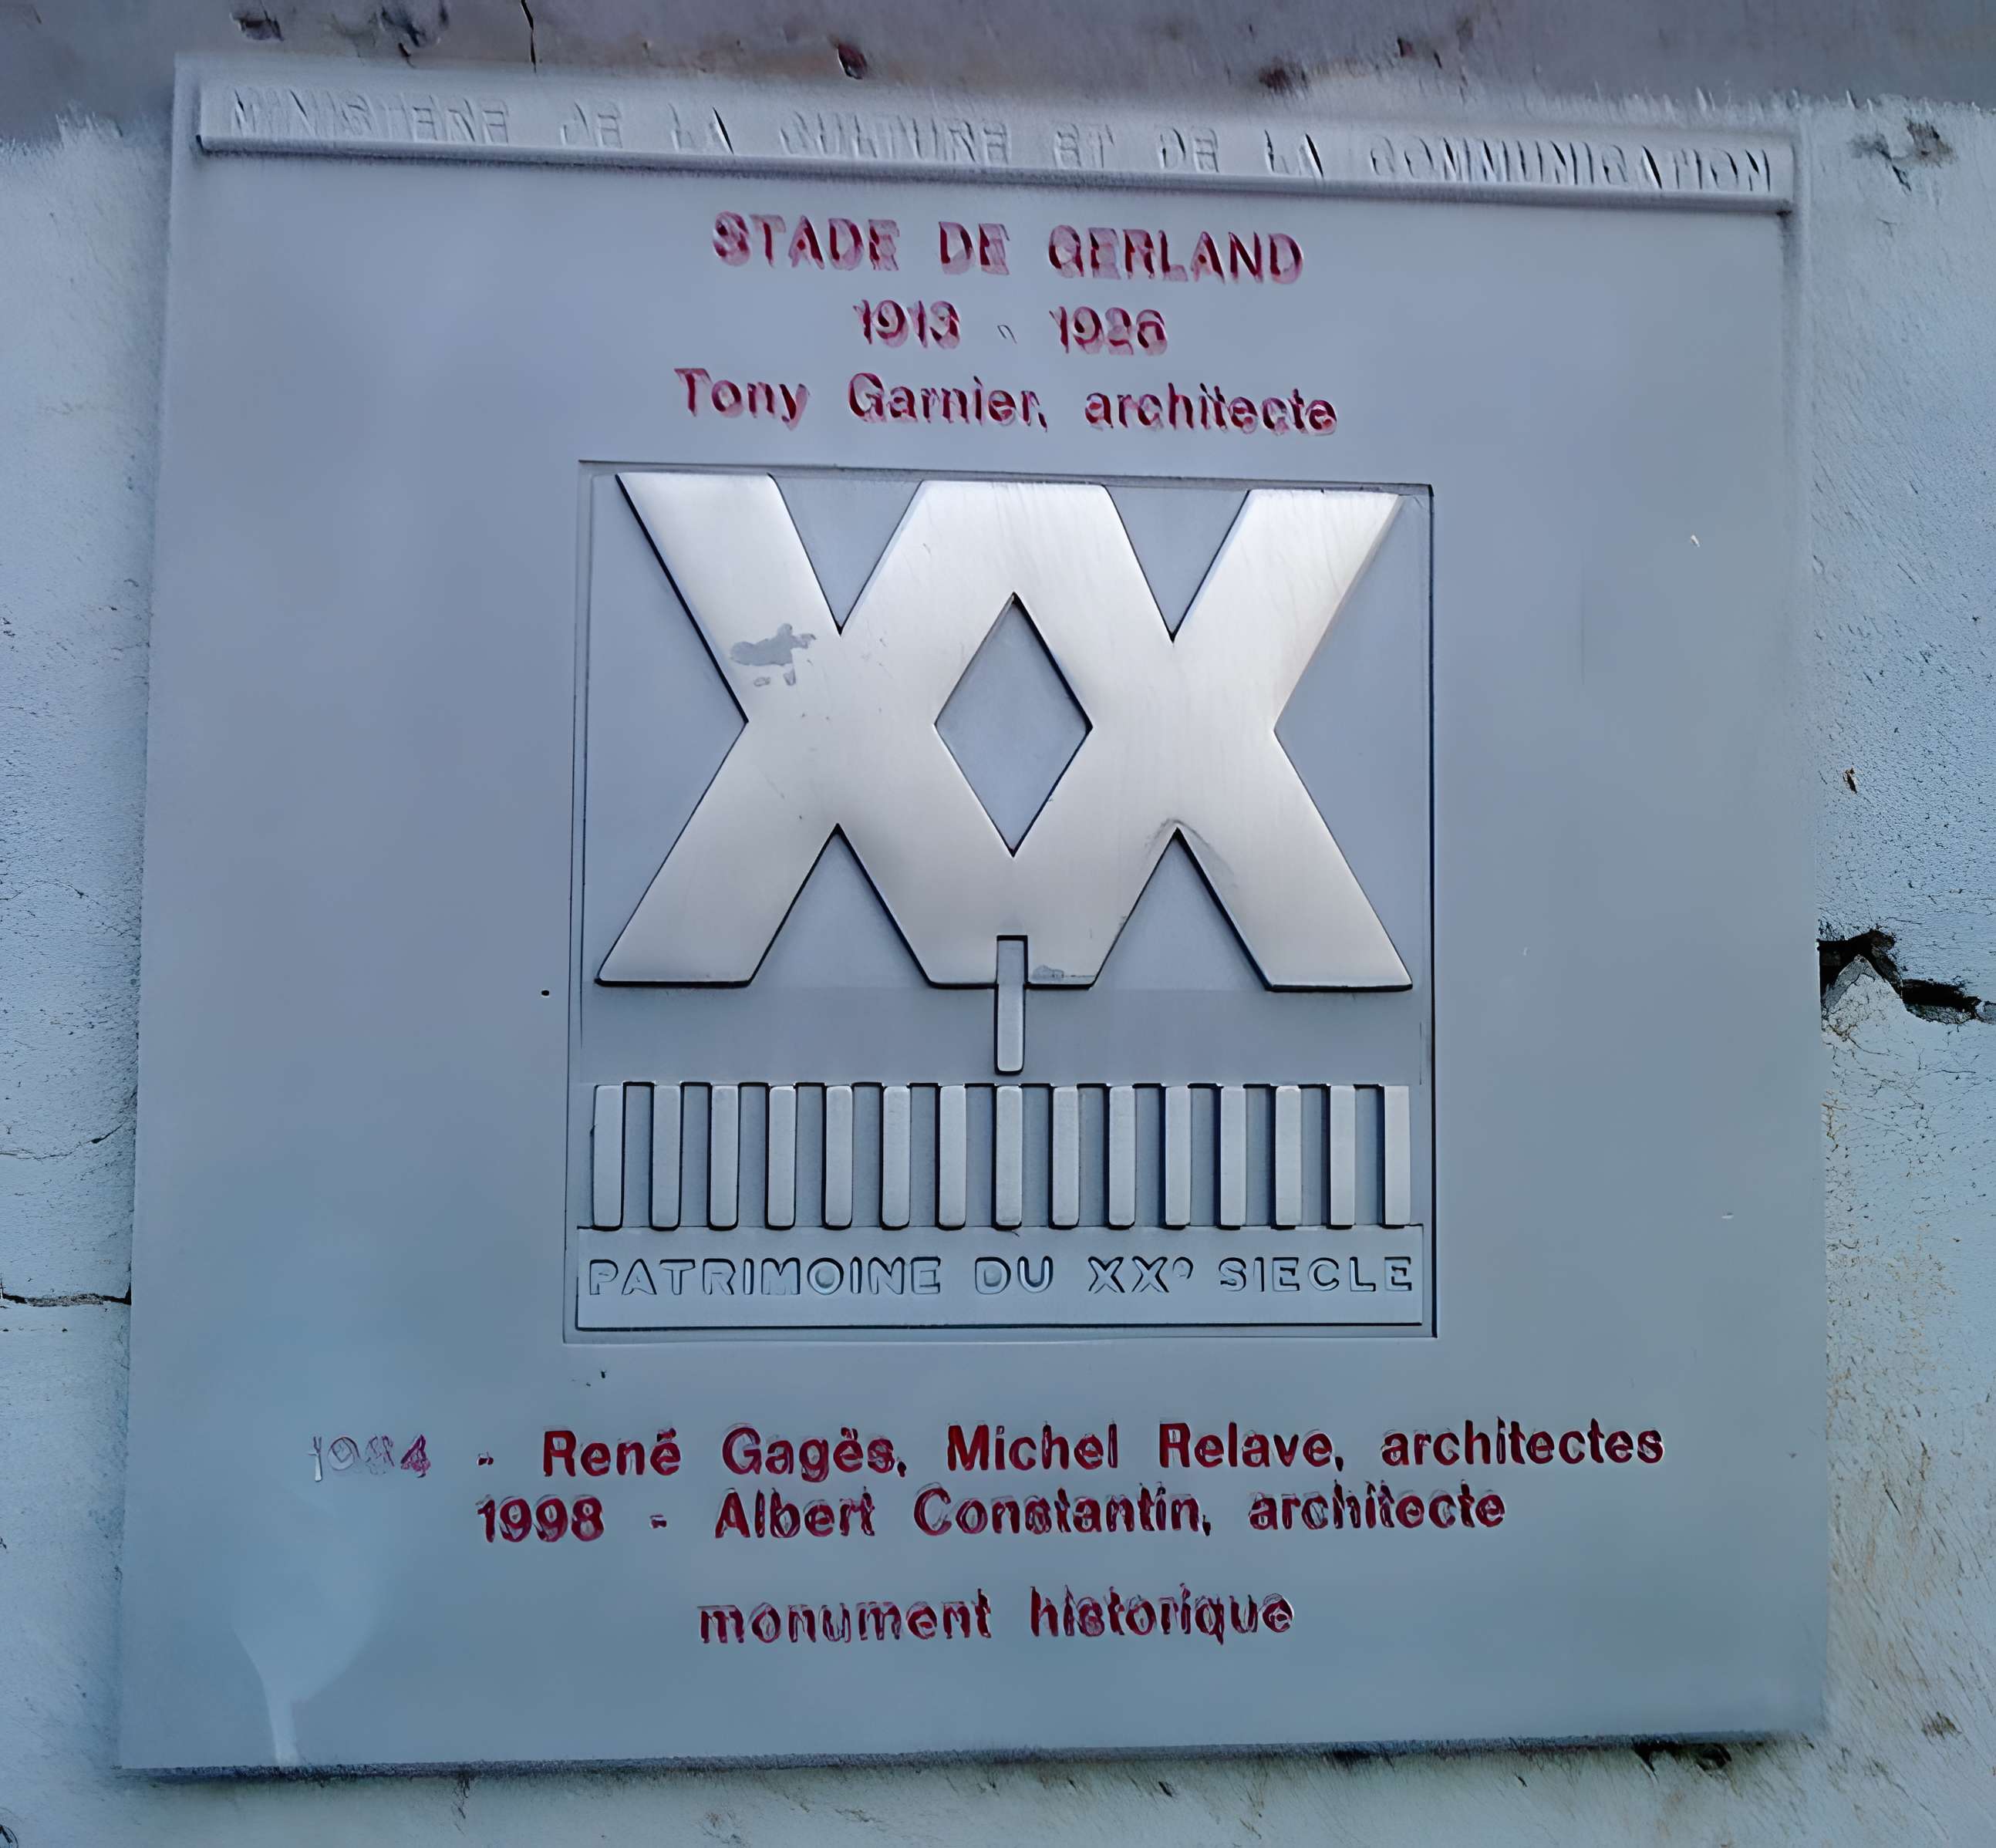 MINISTERE DE LA CULTURE ET DE LA COMMUNICATION
STADE DE GERLAND
1913 - 1926
Tony Garnier, architecte
XX
PATRIMOINE DU XXe SIECLE
1984 - René Gagès, Michel Relave, architectes
1998 - Albert Constantin, architecte
monument historique